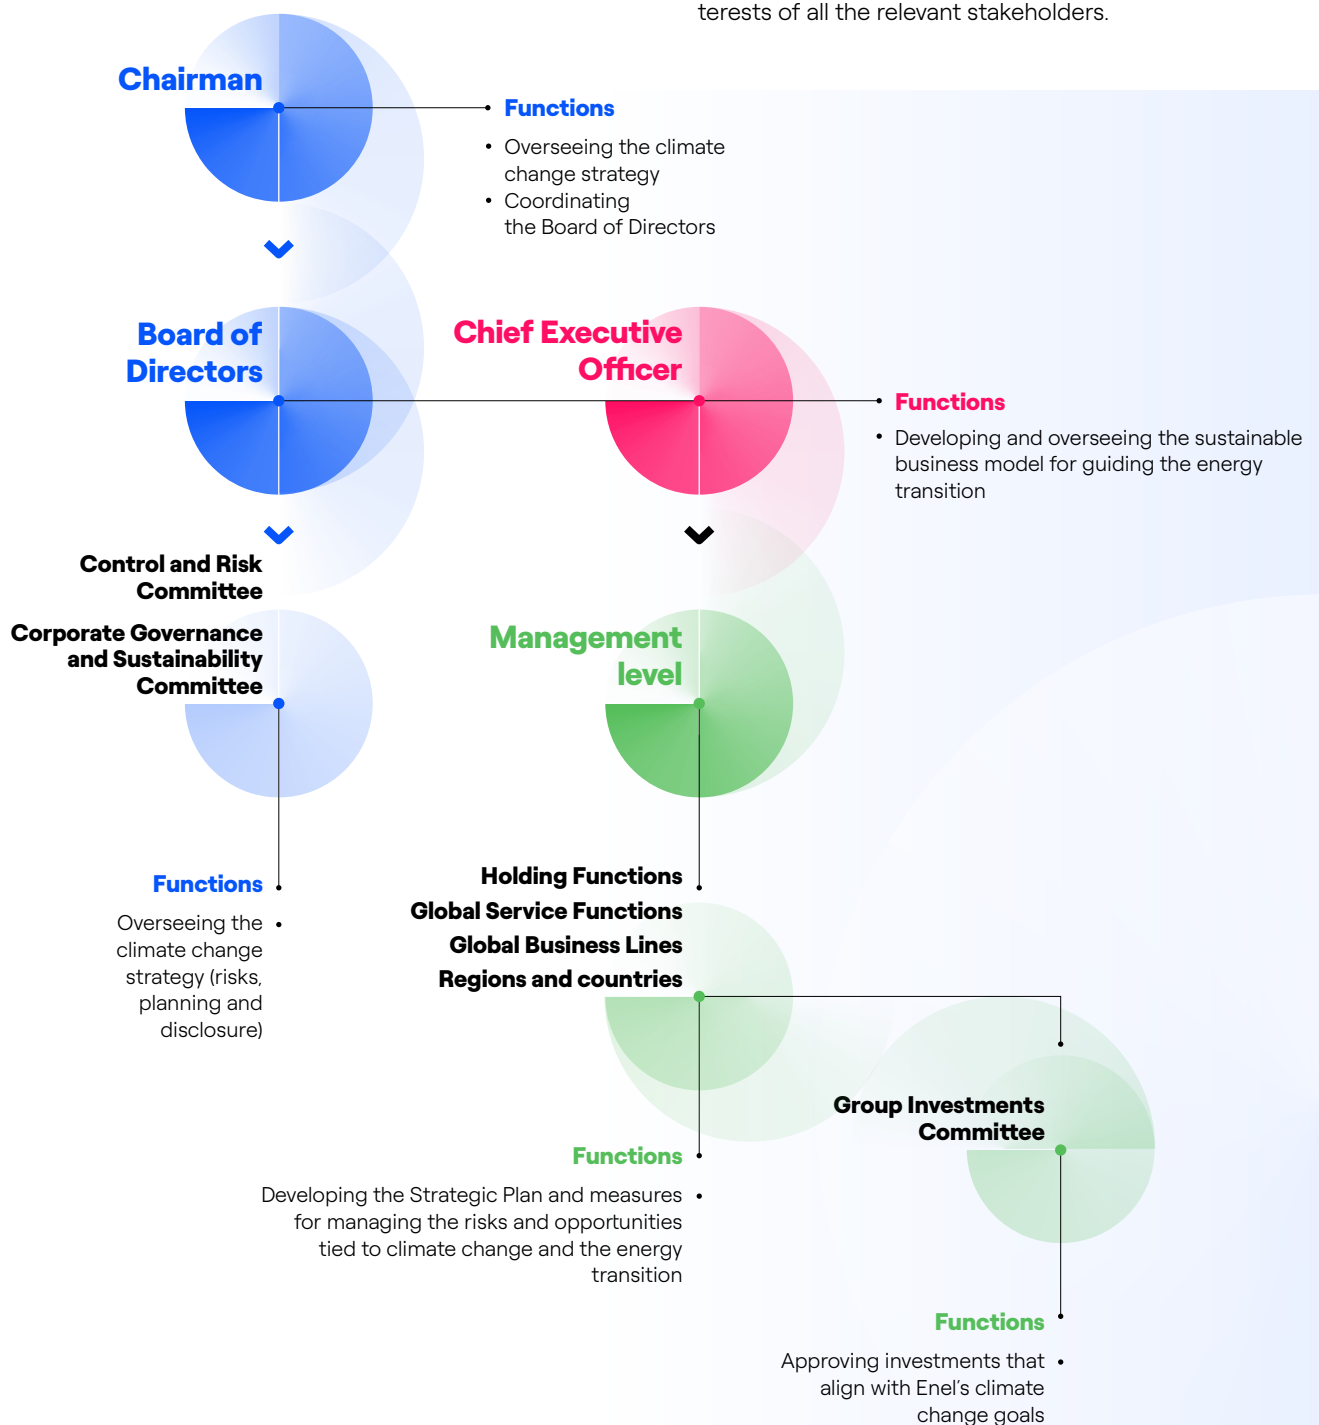 terests of all the relevant stakeholders.
Chairman
Functions
• Overseeing the climate
change strategy
• Coordinating
the Board of Directors
Board of
Directors
Chief Executive
Officer
Functions
• Developing and overseeing the sustainable
business model for guiding the energy
transition
Control and Risk
Committee
Corporate Governance
and Sustainability
Committee
Management
level
Functions
Overseeing the •
climate change
strategy (risks,
planning and
disclosure)
Holding Functions
Global Service Functions
Global Business Lines
Regions and countries
Group Investments
Committee
Functions
Developing the Strategic Plan and measures •
for managing the risks and opportunities
tied to climate change and the energy
transition
Functions
Approving investments that •
align with Enel’s climate
change goals